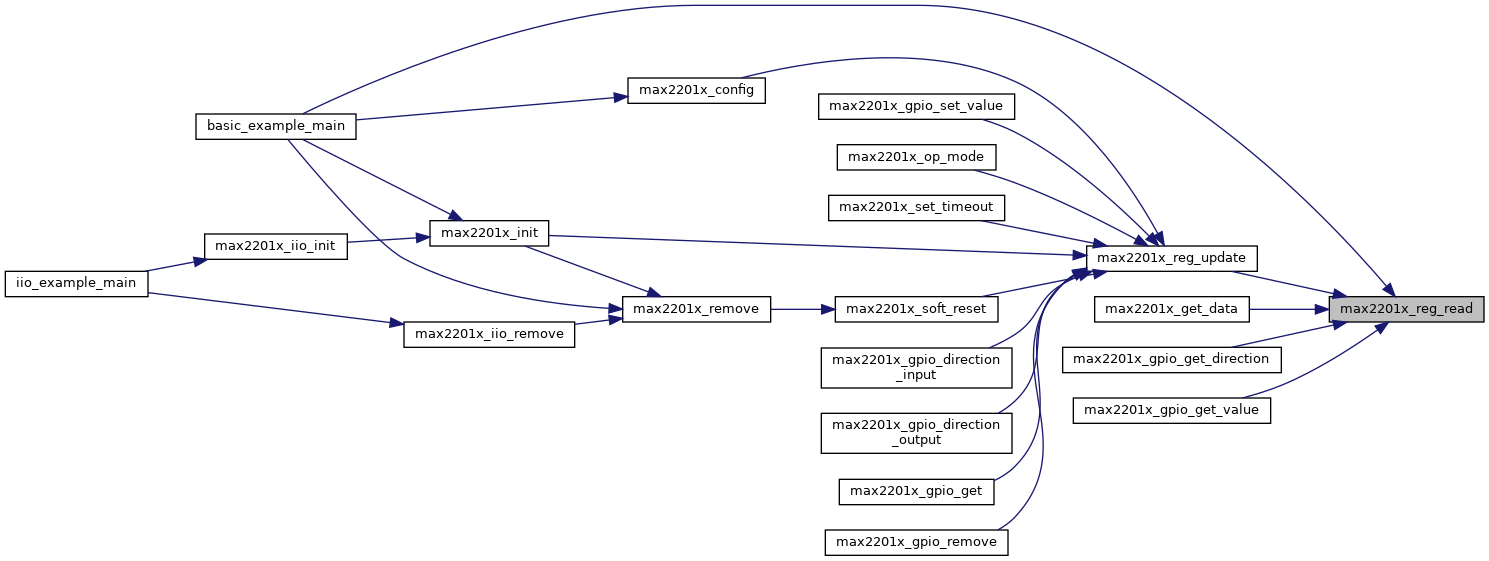 max2201x_config
max2201x_gpio_set_value
basic_example_main
max2201x_op_mode
max2201x_set_timeout
max2201x_init
max2201x_iio_init
max2201x_reg_update
iio_example_main
max2201x_remove
max2201x_soft_reset
max2201x_get_data
max2201x_reg_read
max2201x_iio_remove
max2201x_gpio_direction
_input
max2201x_gpio_get_direction
max2201x_gpio_get_value
max2201x_gpio_direction
_output
max2201x_gpio_get
max2201x_gpio_remove